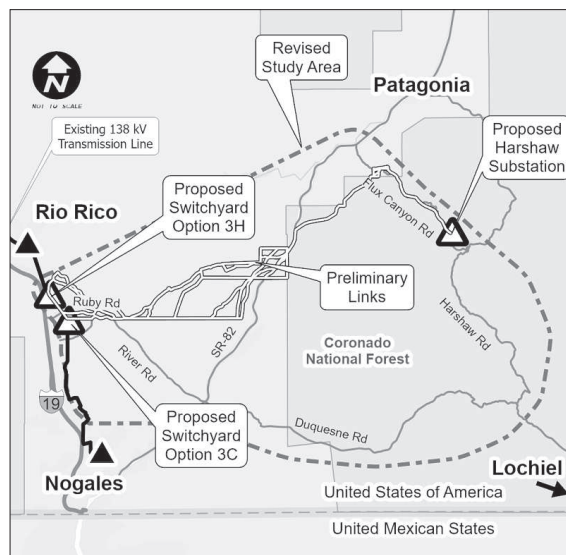 Revised
Study Area
Patagonia
N
NOT TO SCALE
Existing 138 kV
Transmission Line
Proposed
Harshaw
Substation
Proposed
Switchyard
Option 3H
Flux Canyon Rd
Rio Rico
Preliminary
Links
Ruby Rd
SR-82
Harshaw Rd
Coronado
National Forest
River Rd
19
Proposed
Switchyard
Option 3C
Duquesne Rd
Nogales
Lochiel
United States of America
United Mexican States